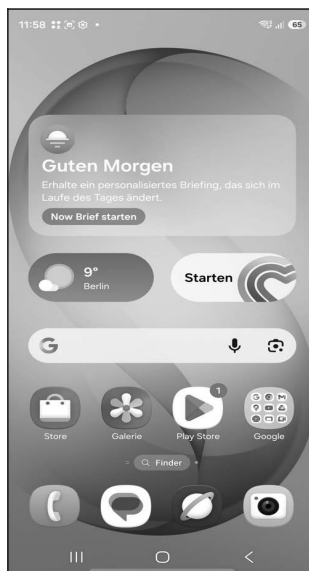 11:58
65
Guten Morgen
Erhalte ein personalisiertes Briefing, das sich im
Laufe des Tages ändert.
Now Brief starten
9°
Berlin
Starten
G
1
Store
Galerie
Play Store
Google
Finder